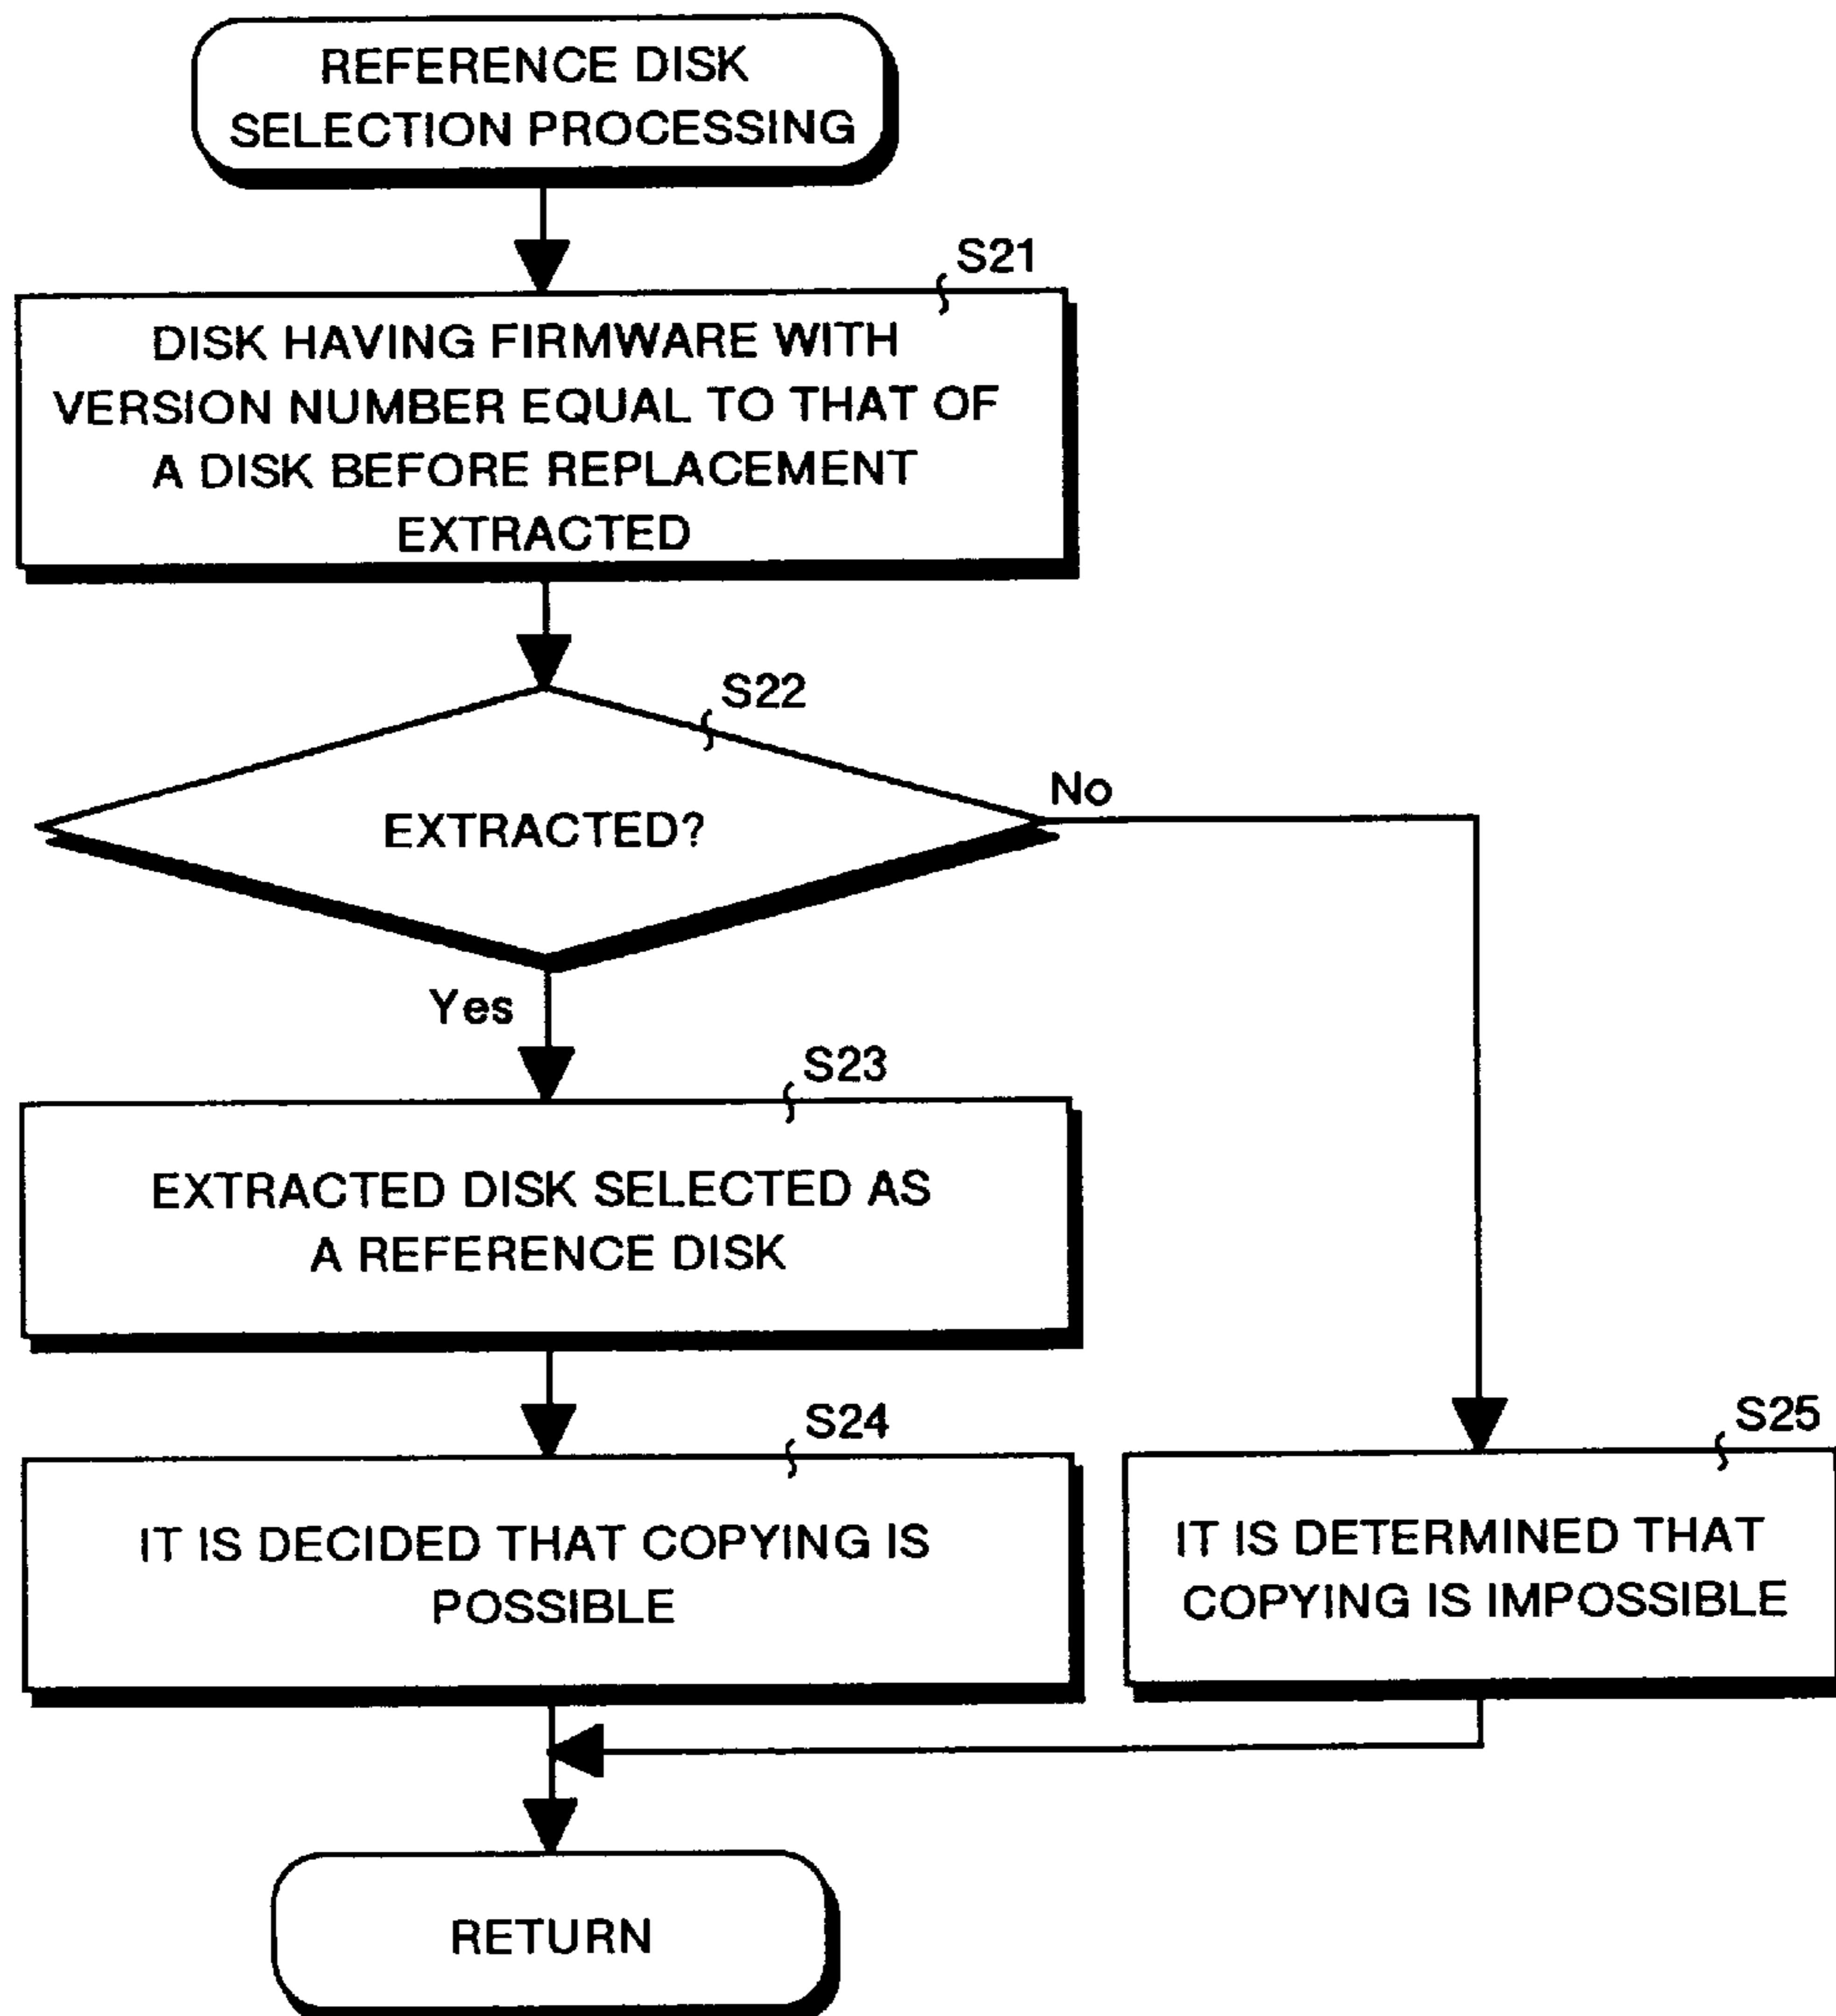 REFERENCE DISK
SELECTION PROCESSING
S21
DISK HAVING FIRMWARE WITH
VERSION NUMBER EQUAL TO THAT OF
A DISK BEFORE REPLACEMENT
EXTRACTED
S22
EXTRACTED?
No
Yes
S23
EXTRACTED DISK SELECTED AS
A REFERENCE DISK
S24
IT IS DECIDED THAT COPYING IS
POSSIBLE
S25
IT IS DETERMINED THAT
COPYING IS IMPOSSIBLE
RETURN